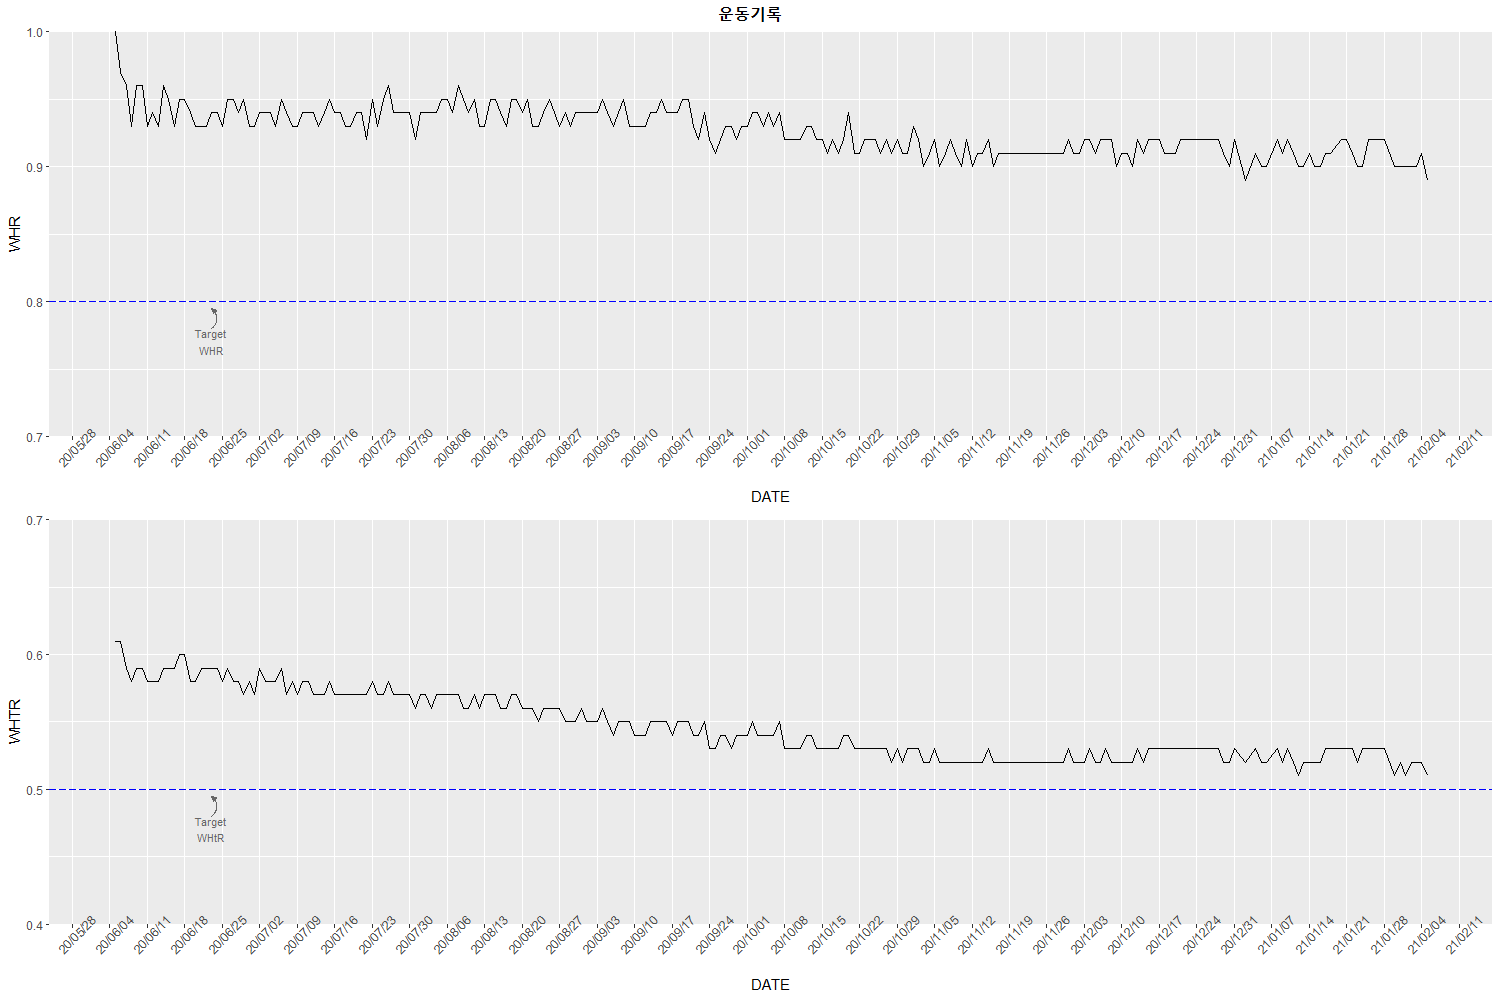 운동기록
WHR
1.0
0.9
0.8
0.7
Target
WHR
20/05/28 20/06/04 20/06/11 20/06/18 20/06/25 20/07/02 20/07/09 20/07/16 20/07/23 20/07/30 20/08/06 20/08/13 20/08/20 20/08/27 20/09/03 20/09/10 20/09/17 20/09/24 20/10/01 20/10/08 20/10/15 20/10/22 20/10/29 20/11/05 20/11/12 20/11/19 20/11/26 20/12/03 20/12/10 20/12/17 20/12/24 20/12/31 21/01/07 21/01/14 21/01/21 21/01/28 21/02/04 21/02/11
DATE
WHTR
0.7
0.6
0.5
0.4
Target
WHtR
20/05/28 20/06/04 20/06/11 20/06/18 20/06/25 20/07/02 20/07/09 20/07/16 20/07/23 20/07/30 20/08/06 20/08/13 20/08/20 20/08/27 20/09/03 20/09/10 20/09/17 20/09/24 20/10/01 20/10/08 20/10/15 20/10/22 20/10/29 20/11/05 20/11/12 20/11/19 20/11/26 20/12/03 20/12/10 20/12/17 20/12/24 20/12/31 21/01/07 21/01/14 21/01/21 21/01/28 21/02/04 21/02/11
DATE